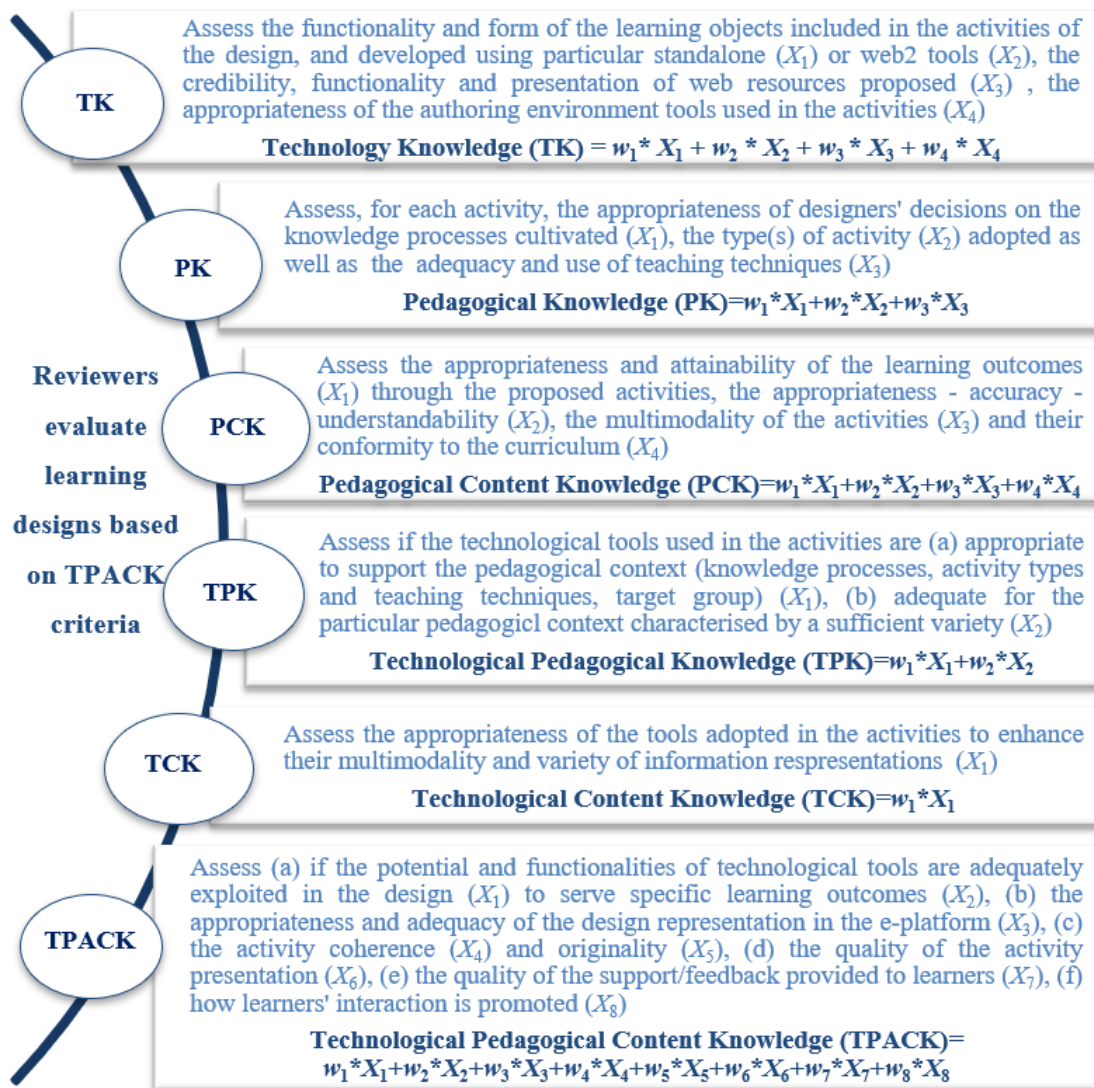 TK
Assess the functionality and form of the learning objects included in the activities of
the design, and developed using particular standalone (X1) or web2 tools (X2), the
credibility, functionality and presentation of web resources proposed (X3) , the
appropriateness of the authoring environment tools used in the activities (X4)
Technology Knowledge (TK) = w1* X1 + w2 * X2 + w3 * X3 + w4 * X4
PK
Assess, for each activity, the appropriateness of designers' decisions on the
knowledge processes cultivated (X1), the type(s) of activity (X2) adopted as
well as the adequacy and use of teaching techniques (X3)
Pedagogical Knowledge (PK)=w1*X1+w2*X2+w3*X3
Reviewers
evaluate
learning
designs based
on TPACK
criteria
PCK
Assess the appropriateness and attainability of the learning outcomes
(X1) through the proposed activities, the appropriateness - accuracy -
understandability (X2), the multimodality of the activities (X3) and their
conformity to the curriculum (X4)
Pedagogical Content Knowledge (PCK)=w1*X1+w2*X2+w3*X3+w4*X4
TPK
Assess if the technological tools used in the activities are (a) appropriate
to support the pedagogical context (knowledge processes, activity types
and teaching techniques, target group) (X1), (b) adequate for the
particular pedagogicl context characterised by a sufficient variety (X2)
Technological Pedagogical Knowledge (TPK)=w1*X1+w2*X2
TCK
Assess the appropriateness of the tools adopted in the activities to enhance
their multimodality and variety of information respresentations (X1)
Technological Content Knowledge (TCK)=w1*X1
TPACK
Assess (a) if the potential and functionalities of technological tools are adequately
exploited in the design (X1) to serve specific learning outcomes (X2), (b) the
appropriateness and adequacy of the design representation in the e-platform (X3), (c)
the activity coherence (X4) and originality (X5), (d) the quality of the activity
presentation (X6), (e) the quality of the support/feedback provided to learners (X7), (f)
how learners' interaction is promoted (X8)
Technological Pedagogical Content Knowledge (TPACK)=
w1*X1+w2*X2+w3*X3+w4*X4+w5*X5+w6*X6+w7*X7+w8*X8